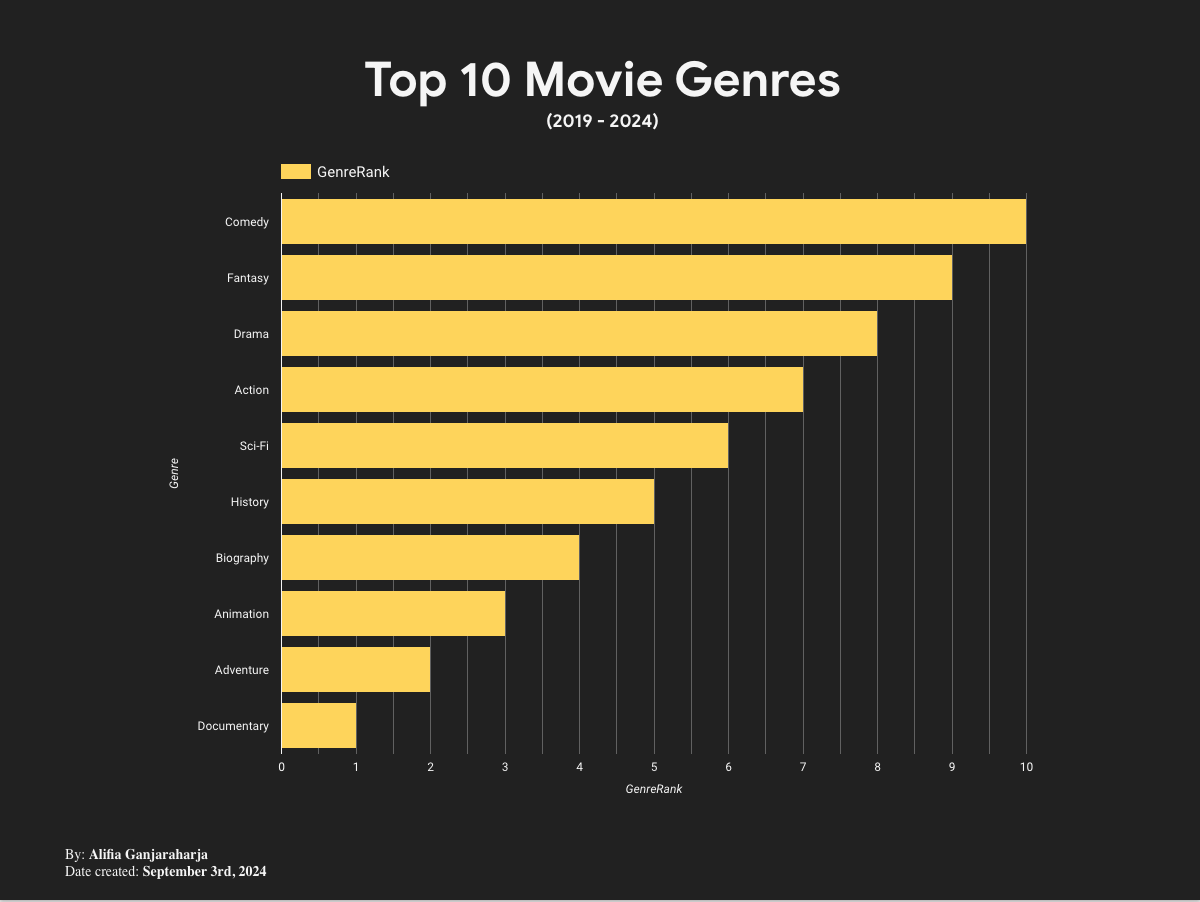 Top 10 Movie Genres
(2019 - 2024)
GenreRank
Comedy
Fantasy
Drama
Action
Sci-Fi
Genre
History
Biography
Animation
Adventure
Documentary
0 1 2 3 4 5 6 7 8 9 10
GenreRank
By: Alifia Ganjaraharja
Date created: September 3rd, 2024